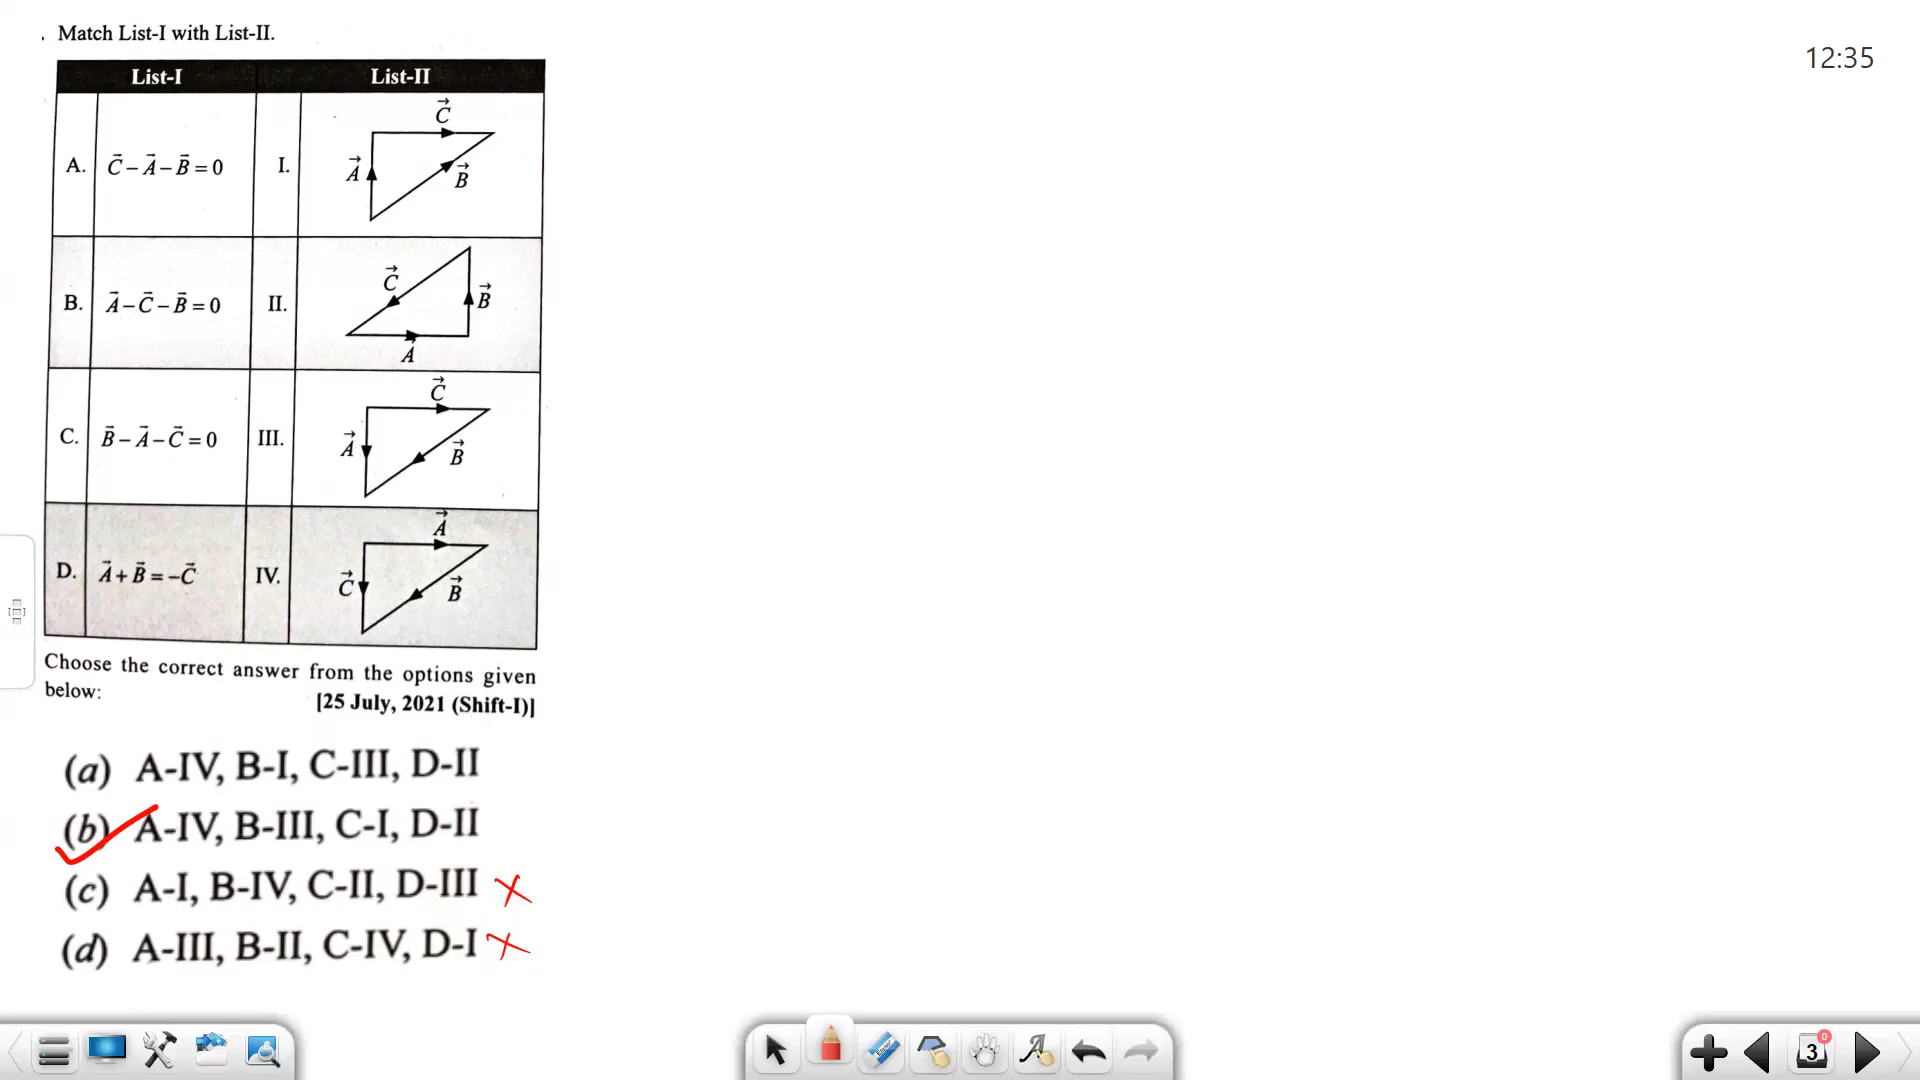 . Match List-I with List-II.
12:35
List-I List-II
A. C⃗ – A⃗ – B⃗ = 0 I. C⃗ A⃗ B⃗
B. A⃗ – C⃗ – B⃗ = 0 II. C⃗ B⃗ A⃗
C. B⃗ – A⃗ – C⃗ = 0 III. C⃗ A⃗ B⃗
D. A⃗ + B⃗ = –C⃗ IV. A⃗ C⃗ B⃗
Choose the correct answer from the options given
below: [25 July, 2021 (Shift-I)]
(a) A-IV, B-I, C-III, D-II
(b) A-IV, B-III, C-I, D-II
(c) A-I, B-IV, C-II, D-III
(d) A-III, B-II, C-IV, D-I
Eraser
A
3
0